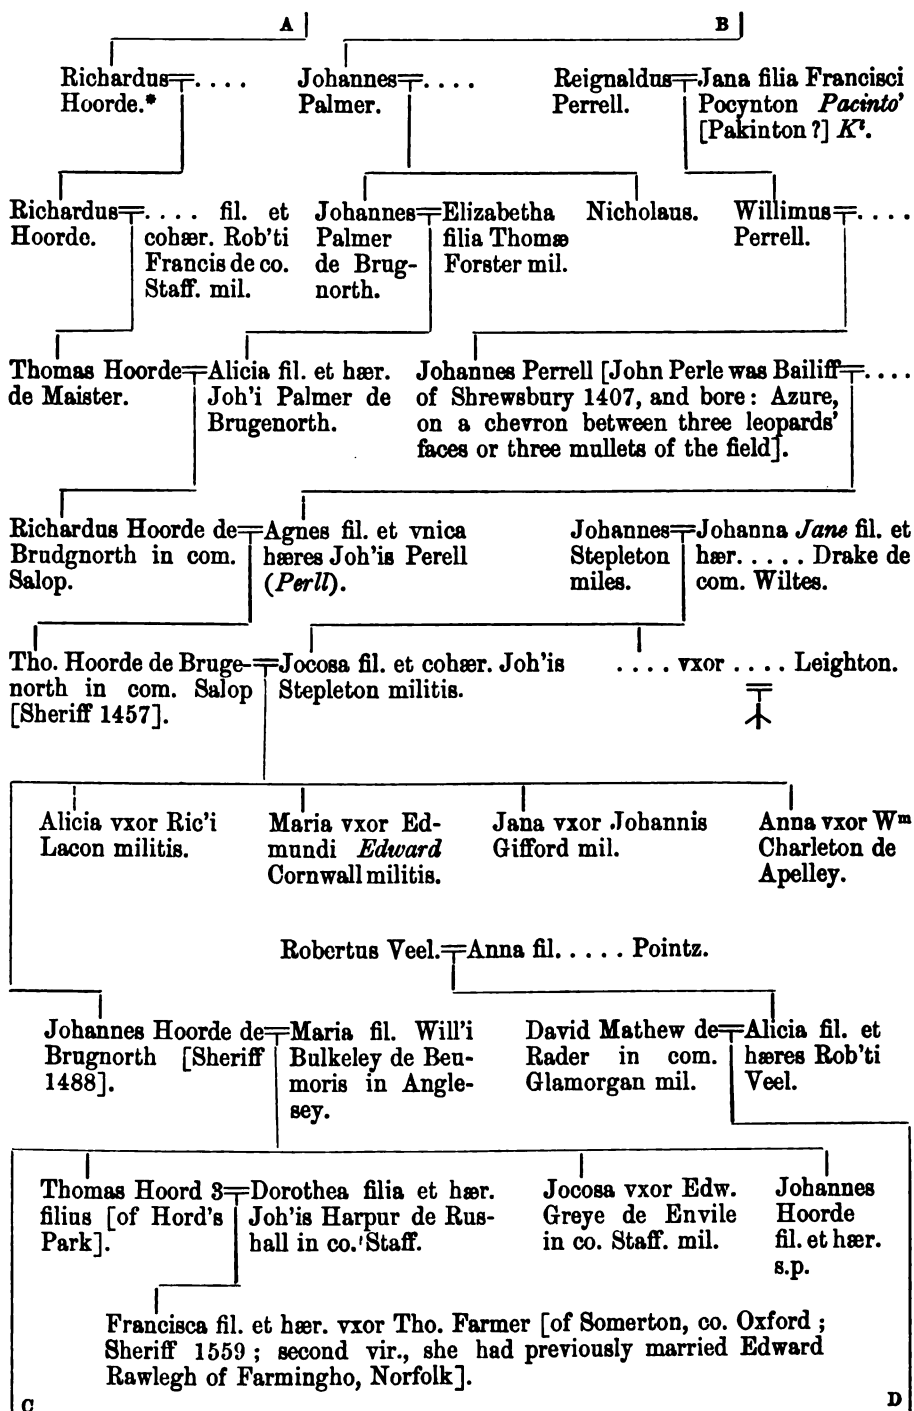 A B
Richardus . . . .
Hoorde.*
Johannes . . . .
Palmer.
Reignaldus Jana filia Francisci
Perrell. Pocynton Pacinto'
[Pakinton ?] Kt.
Richardus . . . . fil. et
Hoorde. cohær. Rob'ti
Francis de co.
Staff. mil.
Johannes Elizabetha
Palmer filia Thomæ
de Brug- Forster mil.
north.
Nicholaus.
Willimus . . . .
Perrell.
Thomas Hoorde Alicia fil. et hær.
de Maister. Joh'i Palmer de
Brugenorth.
Johannes Perrell [John Perle was Bailiff . . . .
of Shrewsbury 1407, and bore : Azure,
on a chevron between three leopards'
faces or three mullets of the field].
Richardus Hoorde de Agnes fil. et vnica
Brudgnorth in com. hæres Joh'is Perell
Salop. (Perll).
Johannes Johanna Jane fil. et
Stepleton hær. . . . . Drake de
miles. com. Wiltes.
Tho. Hoorde de Bruge- Jocosa fil. et cohær. Joh'is
north in com. Salop Stepleton militis.
[Sheriff 1457].
. . . . vxor . . . . Leighton.
Alicia vxor Ric'i
Lacon militis.
Maria vxor Ed-
mundi Edward
Cornwall militis.
Jana vxor Johannis
Gifford mil.
Anna vxor Wm
Charleton de
Apelley.
Robertus Veel. Anna fil. . . . . Pointz.
Johannes Hoorde de Maria fil. Will'i
Brugnorth [Sheriff Bulkeley de Beu-
1488]. moris in Angle-
sey.
David Mathew de Alicia fil. et
Rader in com. hæres Rob'ti
Glamorgan mil. Veel.
Thomas Hoord 3 Dorothea filia et hær.
filius [of Hord's Joh'is Harpur de Rus-
Park]. hall in co. Staff.
Jocosa vxor Edw.
Greye de Envile
in co. Staff. mil.
Johannes
Hoorde
fil. et hær.
s.p.
Francisca fil. et hær. vxor Tho. Farmer [of Somerton, co. Oxford ;
Sheriff 1559 ; second vir., she had previously married Edward
Rawlegh of Farmingho, Norfolk].
C D